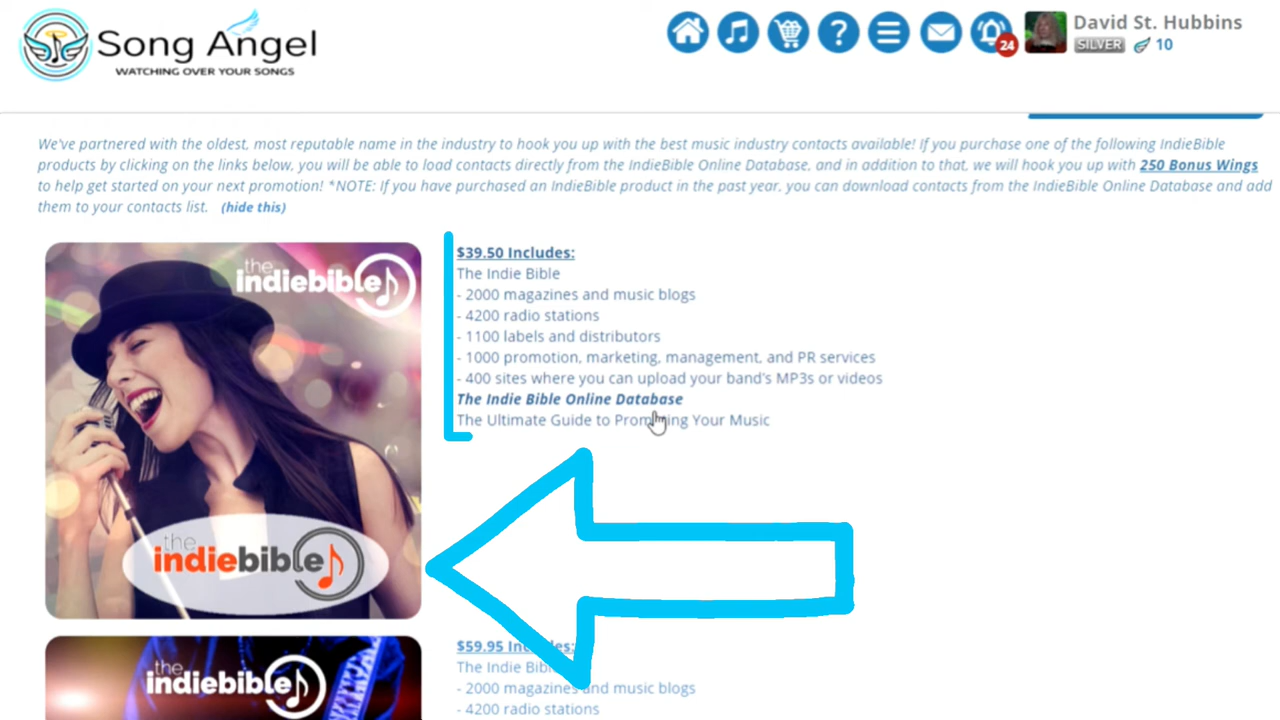 Song Angel
WATCHING OVER YOUR SONGS
24
David St. Hubbins
SILVER 10
We've partnered with the oldest, most reputable name in the industry to hook you up with the best music industry contacts available! If you purchase one of the following IndieBible
products by clicking on the links below, you will be able to load contacts directly from the IndieBible Online Database, and in addition to that, we will hook you up with 250 Bonus Wings
to help get started on your next promotion! *NOTE: If you have purchased an IndieBible product in the past year, you can download contacts from the IndieBible Online Database and add
them to your contacts list. (hide this)
the
indiebible
the
indiebible
$39.50 Includes:
The Indie Bible
- 2000 magazines and music blogs
- 4200 radio stations
- 1100 labels and distributors
- 1000 promotion, marketing, management, and PR services
- 400 sites where you can upload your band's MP3s or videos
The Indie Bible Online Database
The Ultimate Guide to Promoting Your Music
the
indiebible
$59.95 Includes:
The Indie Bible
- 2000 magazines and music blogs
- 4200 radio stations